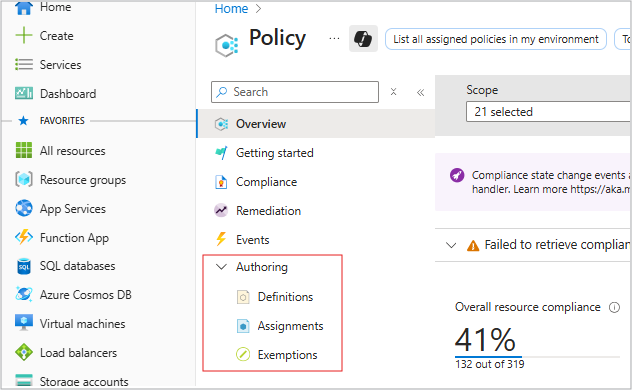 Home
Create
Services
Dashboard
FAVORITES
All resources
Resource groups
App Services
Function App
SQL databases
Azure Cosmos DB
Virtual machines
Load balancers
Storage accounts
Home
Policy
List all assigned policies in my environment
Search
Overview
Getting started
Compliance
Remediation
Events
Authoring
Definitions
Assignments
Exemptions
Scope
21 selected
Compliance state change events a
handler. Learn more https://aka.m
Failed to retrieve complian
Overall resource compliance
41%
132 out of 319